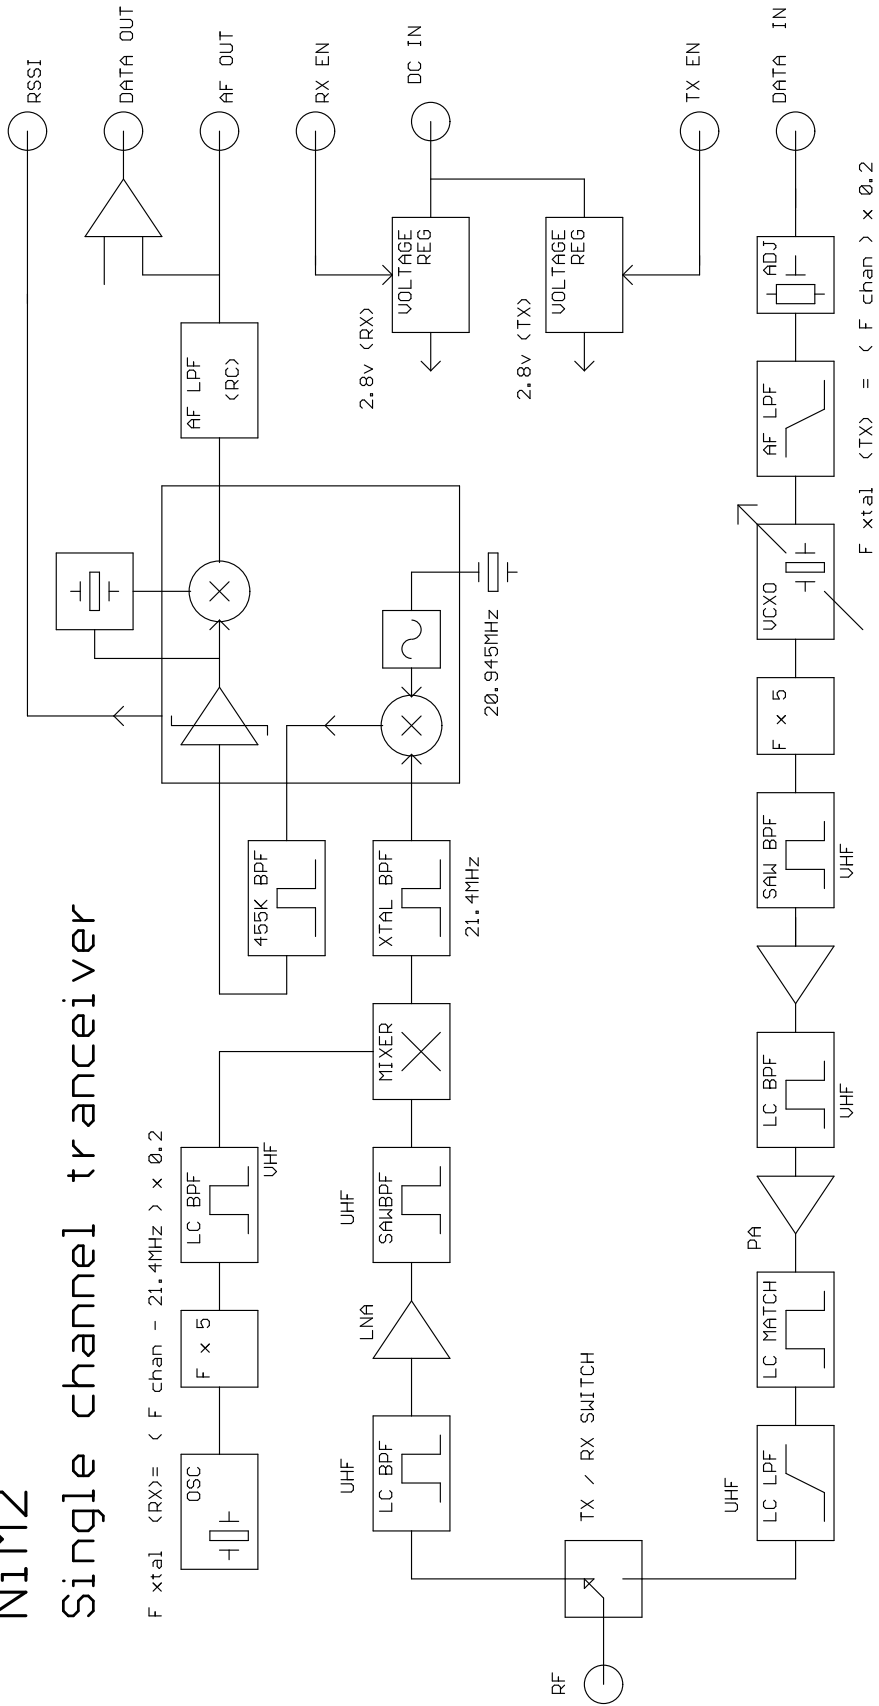 NiM2
Single channel tranceiver
F xtal (RX)= ( F chan - 21.4MHz ) x 0.2
OSC
F x 5
LC BPF
VHF
RSSI
DATA OUT
AF OUT
AF LPF
(RC)
455K BPF
UHF
LC BPF
LNA
UHF
SAWBPF
MIXER
XTAL BPF
21.4MHz
20.945MHz
RX EN
2.8v (RX)
VOLTAGE
REG
DC IN
2.8v (TX)
VOLTAGE
REG
TX EN
RF
TX / RX SWITCH
UHF
LC LPF
LC MATCH
PA
LC BPF
VHF
SAW BPF
VHF
F x 5
VCXO
AF LPF
ADJ
DATA IN
F xtal (TX) = ( F chan ) x 0.2